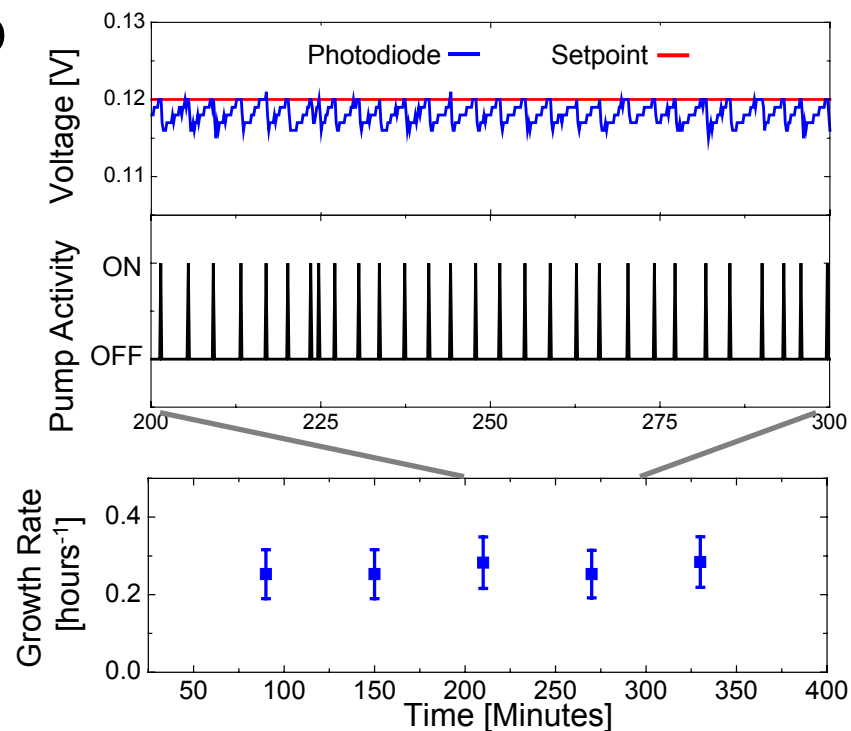 0.13
Photodiode
Setpoint
0.12
0.11
Voltage [V]
ON
OFF
Pump Activity
200 225 250 275 300
0.4
0.2
0.0
Growth Rate
[hours-1]
50 100 150 200 250 300 350 400
Time [Minutes]